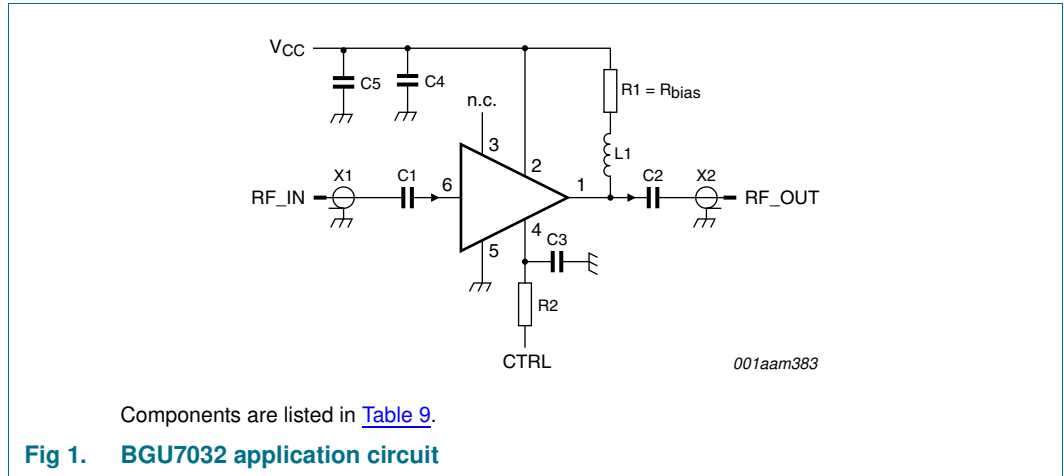 VCC
C5
C4
R1 = Rbias
n.c.
3
L1
2
X1
C1
C2
X2
RF_IN
6
1
RF_OUT
4
C3
5
R2
CTRL
001aam383
Components are listed in Table 9.
Fig 1. BGU7032 application circuit